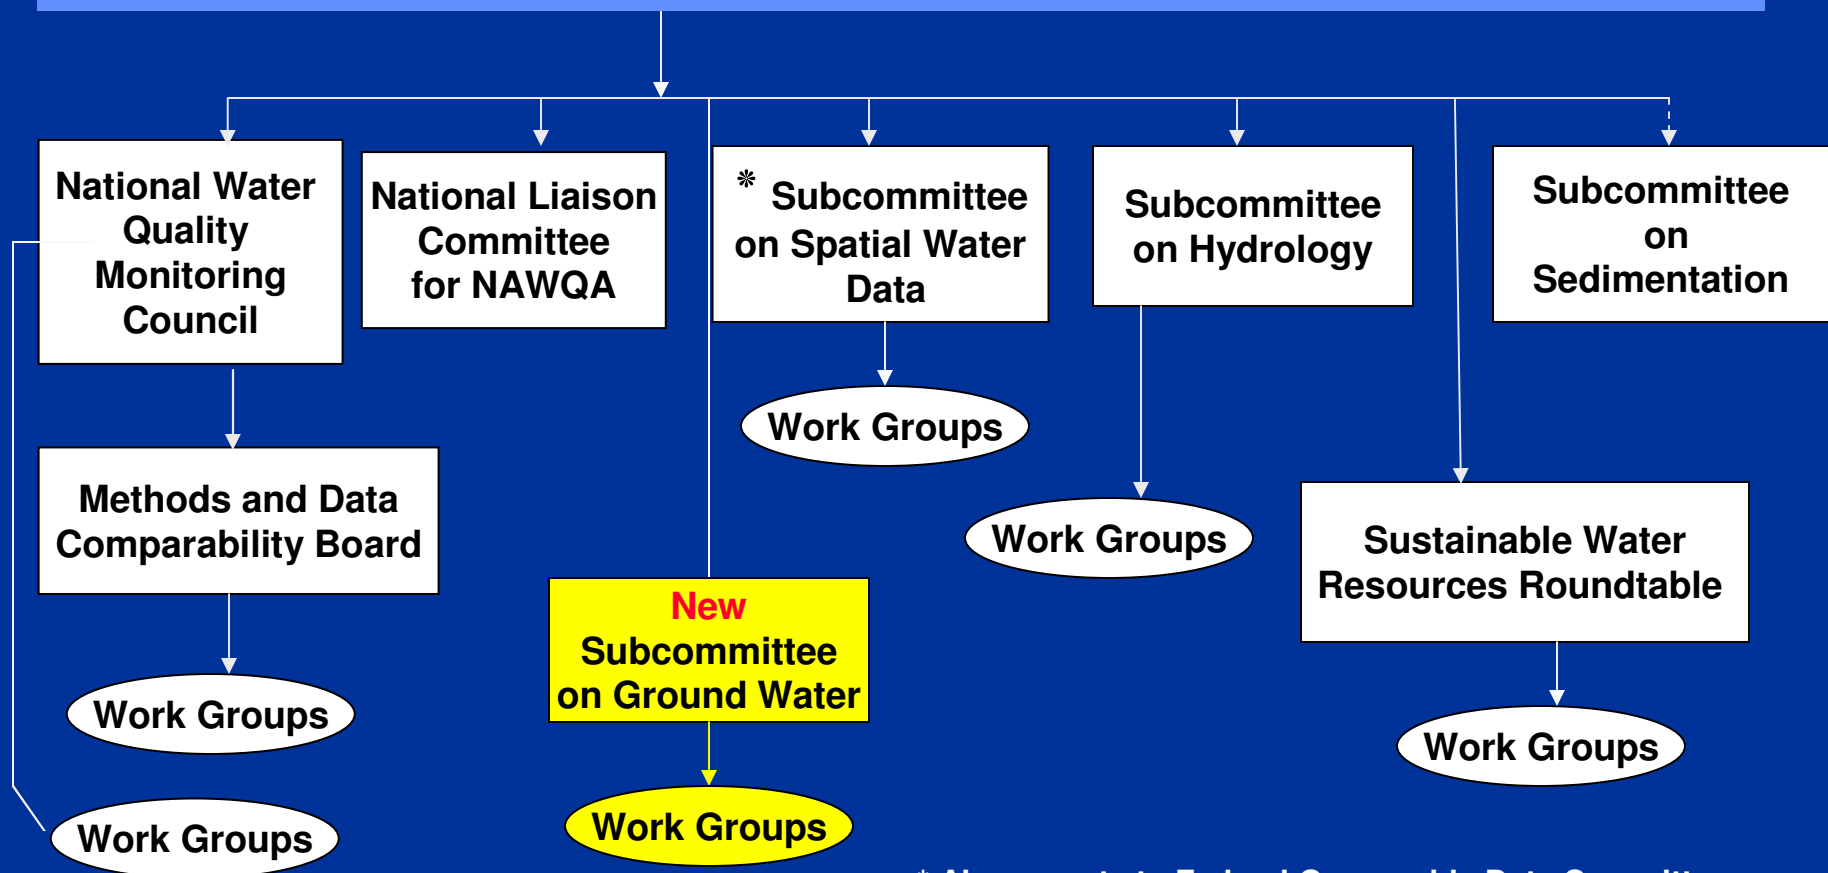 National Water
Quality
Monitoring
Council
National Liaison
Committee
for NAWQA
* Subcommittee
on Spatial Water
Data
Subcommittee
on Hydrology
Subcommittee
on
Sedimentation
Work Groups
Methods and Data
Comparability Board
Work Groups
Sustainable Water
Resources Roundtable
New
Subcommittee
on Ground Water
Work Groups
Work Groups
Work Groups
Work Groups